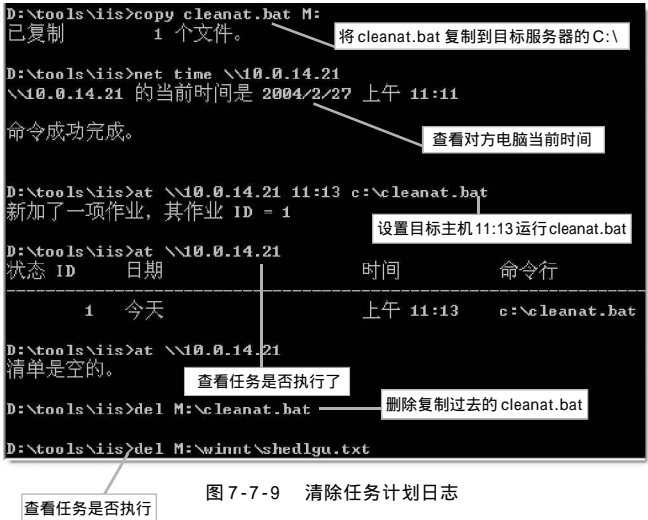 D:\tools\iis>copy cleanat.bat M:
已复制         1 个文件。
将 cleanat.bat 复制到目标服务器的 C:\
D:\tools\iis>net time \\10.0.14.21
\\10.0.14.21 的当前时间是 2004/2/27 上午 11:11
命令成功完成。
查看对方电脑当前时间
D:\tools\iis>at \\10.0.14.21 11:13 c:\cleanat.bat
新加了一项作业，其作业 ID = 1
设置目标主机 11:13 运行 cleanat.bat
D:\tools\iis>at \\10.0.14.21
状态 ID     日期                    时间          命令行
-------------------------------------------------------------------------------
        1   今天                    上午 11:13    c:\cleanat.bat
D:\tools\iis>at \\10.0.14.21
清单是空的。
查看任务是否执行了
D:\tools\iis>del M:\cleanat.bat
删除复制过去的 cleanat.bat
D:\tools\iis>del M:\winnt\shedlgu.txt
查看任务是否执行
图 7-7-9 清除任务计划日志